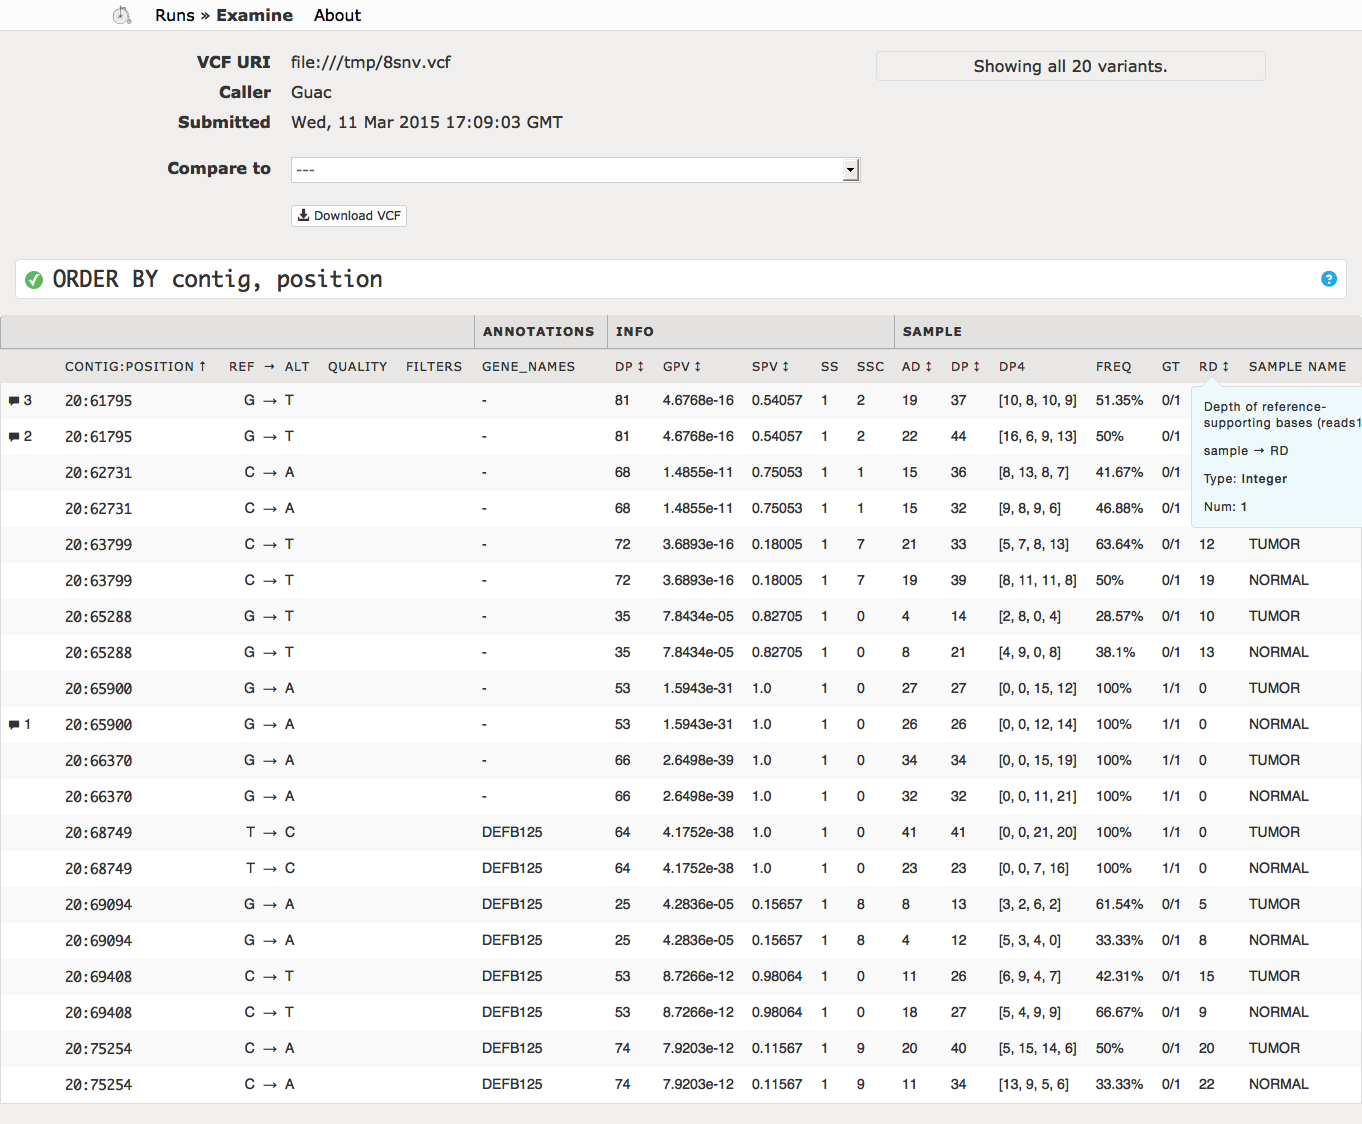 Runs » Examine About
VCF URI file:///tmp/8snv.vcf
Showing all 20 variants.
Caller Guac
Submitted Wed, 11 Mar 2015 17:09:03 GMT
Compare to ---
Download VCF
ORDER BY contig, position ?
ANNOTATIONS INFO SAMPLE
CONTIG:POSITION ↑ REF → ALT QUALITY FILTERS GENE_NAMES DP ↕ GPV ↕ SPV ↕ SS SSC AD ↕ DP ↕ DP4 FREQ GT RD ↕ SAMPLE NAME
3 20:61795 G → T - 81 4.6768e-16 0.54057 1 2 19 37 [10, 8, 10, 9] 51.35% 0/1
2 20:61795 G → T - 81 4.6768e-16 0.54057 1 2 22 44 [16, 6, 9, 13] 50% 0/1
20:62731 C → A - 68 1.4855e-11 0.75053 1 1 15 36 [8, 13, 8, 7] 41.67% 0/1
20:62731 C → A - 68 1.4855e-11 0.75053 1 1 15 32 [9, 8, 9, 6] 46.88% 0/1
Depth of reference-
supporting bases (reads1
sample → RD
Type: Integer
Num: 1
20:63799 C → T - 72 3.6893e-16 0.18005 1 7 21 33 [5, 7, 8, 13] 63.64% 0/1 12 TUMOR
20:63799 C → T - 72 3.6893e-16 0.18005 1 7 19 39 [8, 11, 11, 8] 50% 0/1 19 NORMAL
20:65288 G → T - 35 7.8434e-05 0.82705 1 0 4 14 [2, 8, 0, 4] 28.57% 0/1 10 TUMOR
20:65288 G → T - 35 7.8434e-05 0.82705 1 0 8 21 [4, 9, 0, 8] 38.1% 0/1 13 NORMAL
20:65900 G → A - 53 1.5943e-31 1.0 1 0 27 27 [0, 0, 15, 12] 100% 1/1 0 TUMOR
1 20:65900 G → A - 53 1.5943e-31 1.0 1 0 26 26 [0, 0, 12, 14] 100% 1/1 0 NORMAL
20:66370 G → A - 66 2.6498e-39 1.0 1 0 34 34 [0, 0, 15, 19] 100% 1/1 0 TUMOR
20:66370 G → A - 66 2.6498e-39 1.0 1 0 32 32 [0, 0, 11, 21] 100% 1/1 0 NORMAL
20:68749 T → C DEFB125 64 4.1752e-38 1.0 1 0 41 41 [0, 0, 21, 20] 100% 1/1 0 TUMOR
20:68749 T → C DEFB125 64 4.1752e-38 1.0 1 0 23 23 [0, 0, 7, 16] 100% 1/1 0 NORMAL
20:69094 G → A DEFB125 25 4.2836e-05 0.15657 1 8 8 13 [3, 2, 6, 2] 61.54% 0/1 5 TUMOR
20:69094 G → A DEFB125 25 4.2836e-05 0.15657 1 8 4 12 [5, 3, 4, 0] 33.33% 0/1 8 NORMAL
20:69408 C → T DEFB125 53 8.7266e-12 0.98064 1 0 11 26 [6, 9, 4, 7] 42.31% 0/1 15 TUMOR
20:69408 C → T DEFB125 53 8.7266e-12 0.98064 1 0 18 27 [5, 4, 9, 9] 66.67% 0/1 9 NORMAL
20:75254 C → A DEFB125 74 7.9203e-12 0.11567 1 9 20 40 [5, 15, 14, 6] 50% 0/1 20 TUMOR
20:75254 C → A DEFB125 74 7.9203e-12 0.11567 1 9 11 34 [13, 9, 5, 6] 33.33% 0/1 22 NORMAL